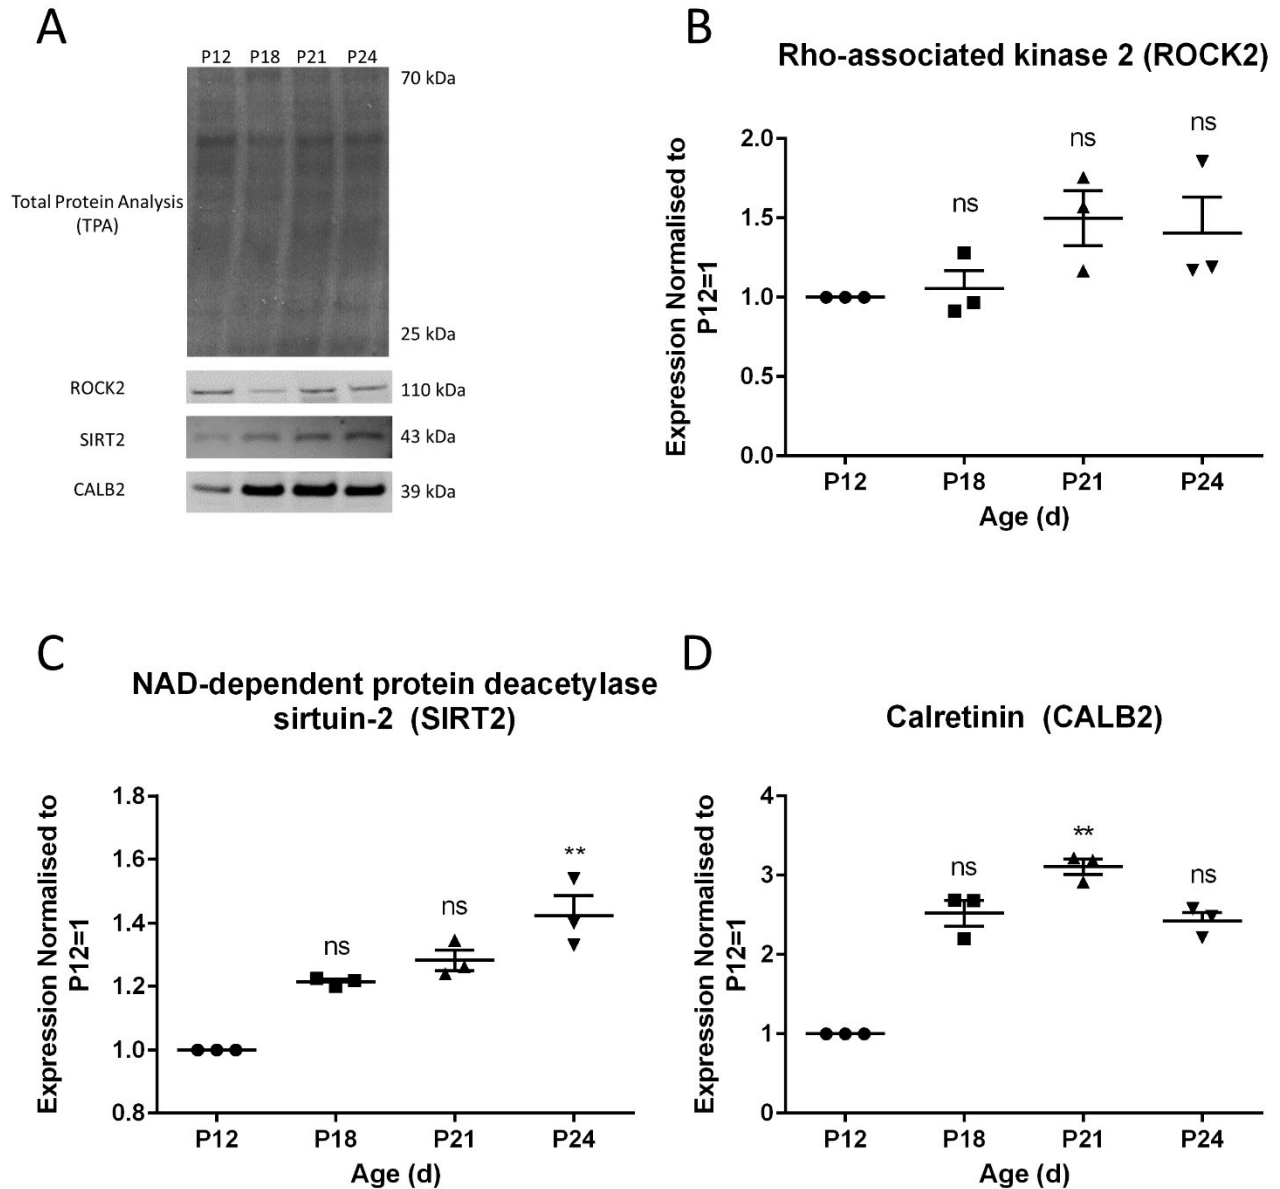 A
P12 P18 P21 P24
70 kDa
Total Protein Analysis
(TPA)
25 kDa
ROCK2
110 kDa
SIRT2
43 kDa
CALB2
39 kDa
B
Rho-associated kinase 2 (ROCK2)
Expression Normalised to
P12=1
2.0
1.5
1.0
0.5
0.0
ns
ns
ns
P12 P18 P21 P24
Age (d)
C
NAD-dependent protein deacetylase
sirtuin-2 (SIRT2)
Expression Normalised to
P12=1
1.8
1.6
1.4
1.2
1.0
0.8
ns
ns
**
P12 P18 P21 P24
Age (d)
D
Calretinin (CALB2)
Expression Normalised to
P12=1
4
3
2
1
0
ns
**
ns
P12 P18 P21 P24
Age (d)